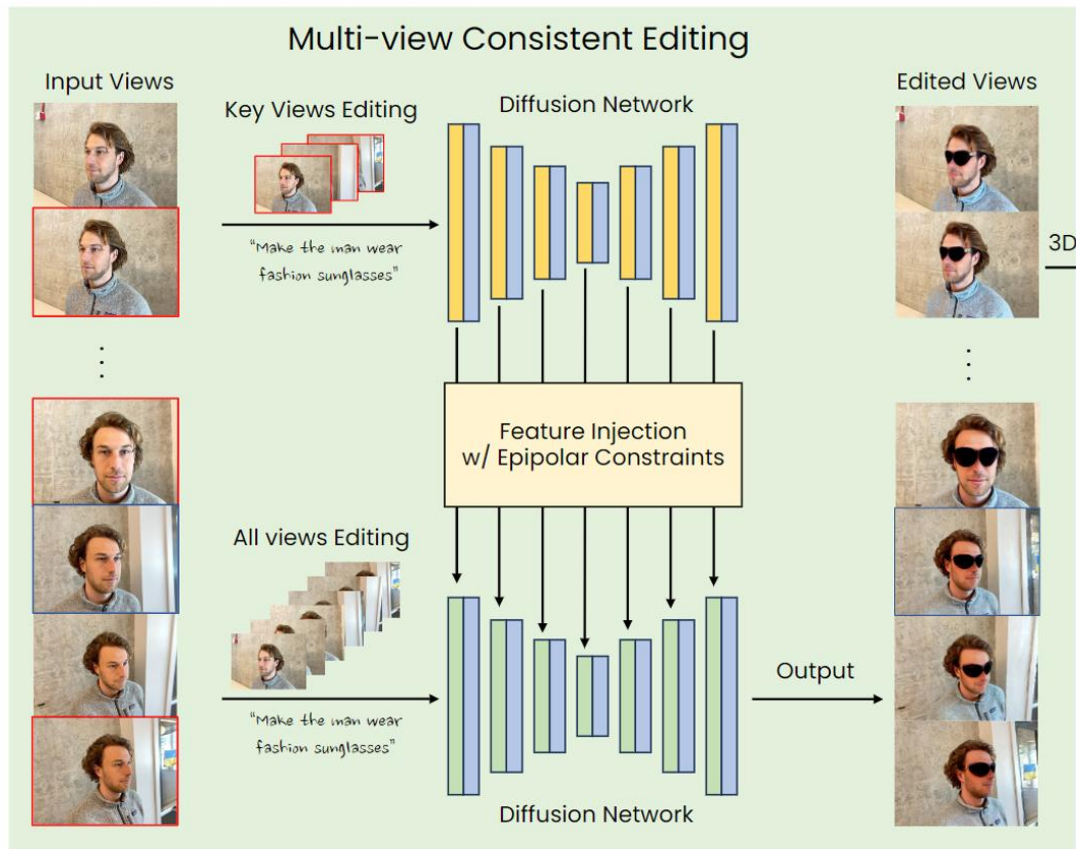 Multi-view Consistent Editing
Input Views
Key Views Editing
Diffusion Network
Edited Views
"Make the man wear
fashion sunglasses"
3D
Feature Injection
w/ Epipolar Constraints
All views Editing
"Make the man wear
fashion sunglasses"
Output
Diffusion Network